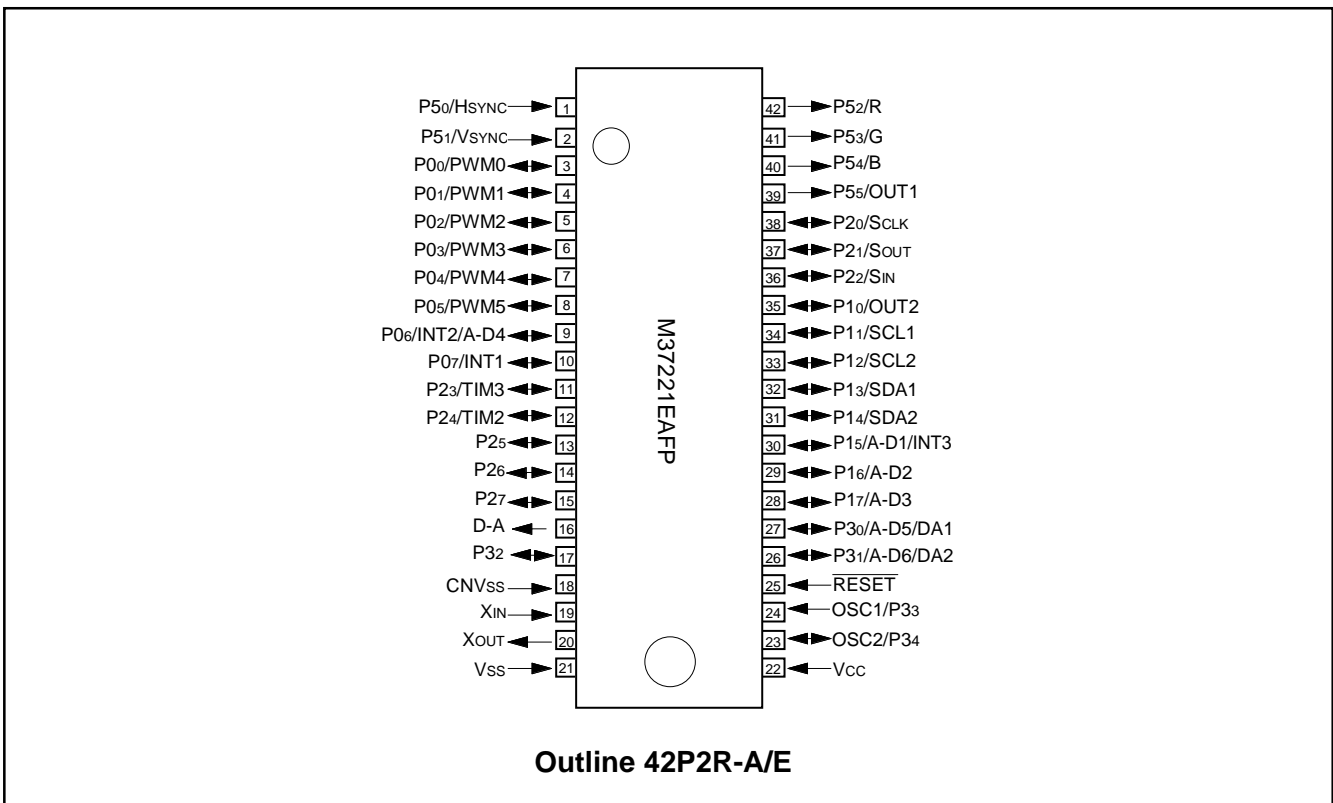 P50/HSYNC 1 42 P52/R
P51/VSYNC 2 41 P53/G
P00/PWM0 3 40 P54/B
P01/PWM1 4 39 P55/OUT1
P02/PWM2 5 38 P20/SCLK
P03/PWM3 6 37 P21/SOUT
P04/PWM4 7 36 P22/SIN
P05/PWM5 8 35 P10/OUT2
P06/INT2/A-D4 9 34 P11/SCL1
P07/INT1 10 33 P12/SCL2
P23/TIM3 11 32 P13/SDA1
P24/TIM2 12 31 P14/SDA2
P25 13 30 P15/A-D1/INT3
P26 14 29 P16/A-D2
P27 15 28 P17/A-D3
D-A 16 27 P30/A-D5/DA1
P32 17 26 P31/A-D6/DA2
CNVSS 18 25 RESET
XIN 19 24 OSC1/P33
XOUT 20 23 OSC2/P34
VSS 21 22 VCC
M37221EAFP
Outline 42P2R-A/E